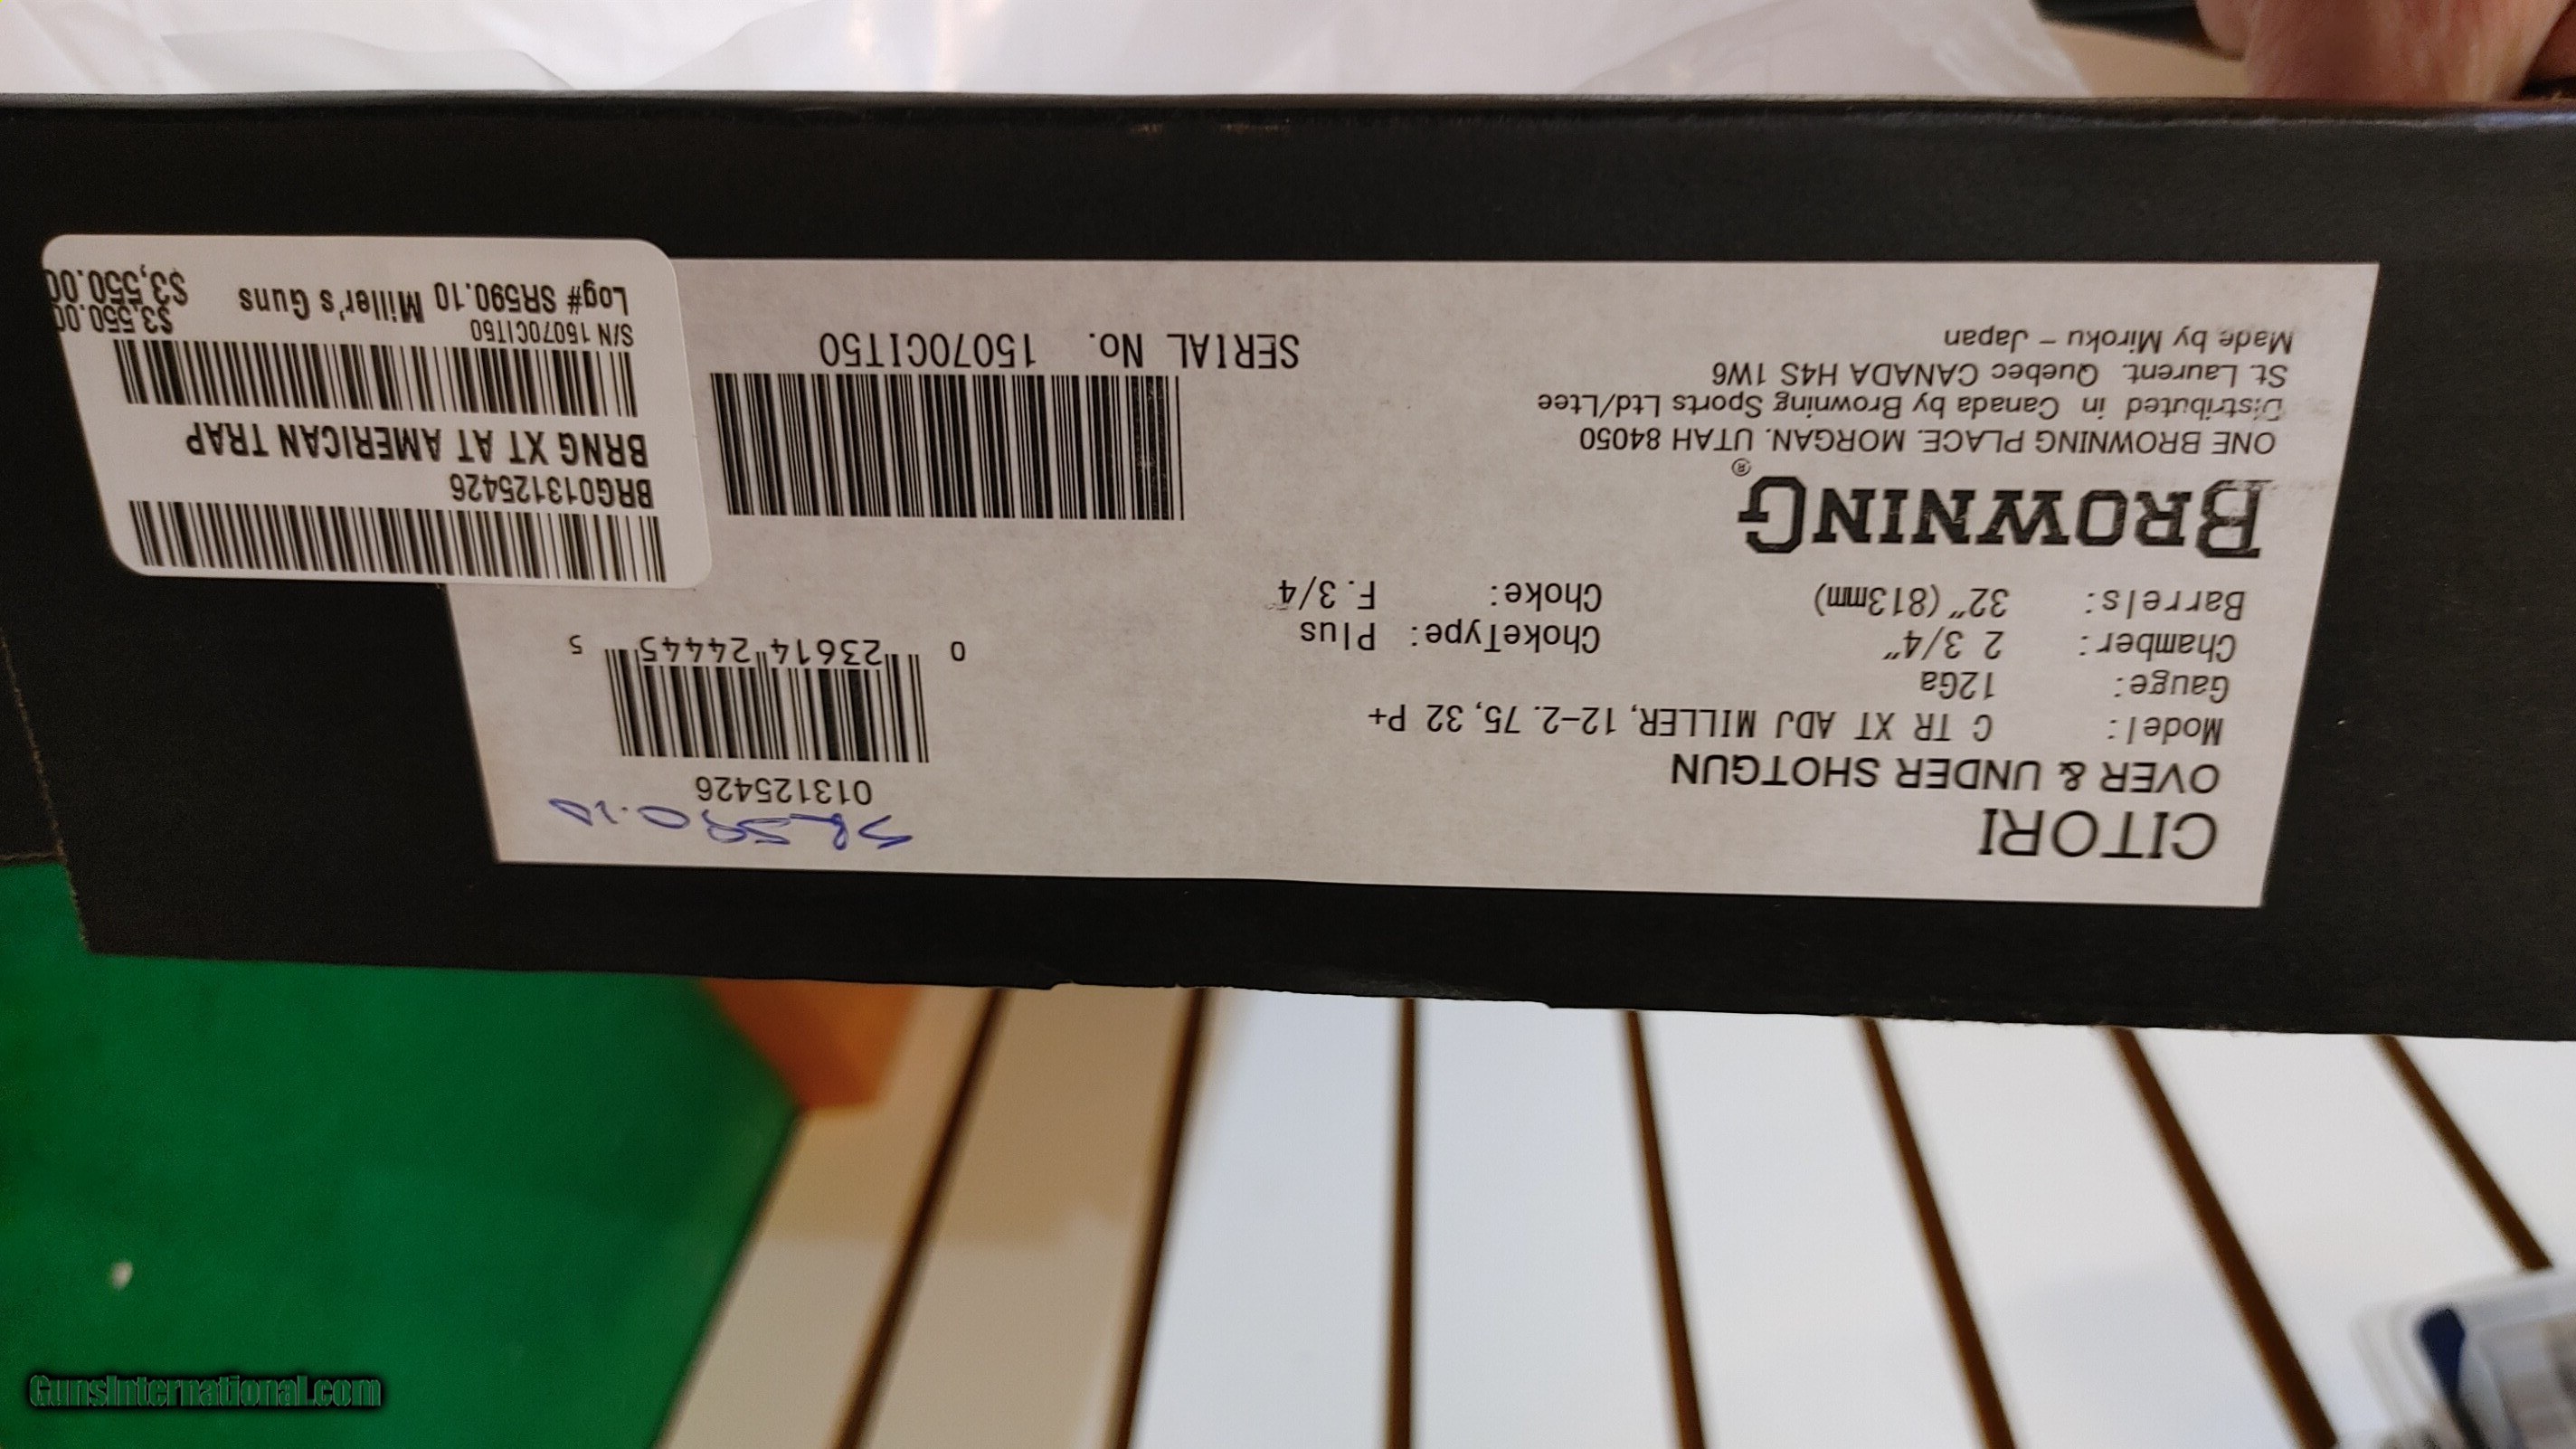 CITORI
OVER & UNDER SHOTGUN
Model: C TR XT ADJ MILLER, 12-2.75, 32 P+
Gauge: 12Ga
Chamber: 2 3/4"
Barrels: 32"(813mm)
ChokeType: Plus
Choke: F.3/4
BROWNING®
ONE BROWNING PLACE. MORGAN. UTAH 84050
Distributed in Canada by Browning Sports Ltd/Ltee
St. Laurent. Quebec CANADA H4S 1W6
Made by Miroku - Japan
SR590.10
013125426
0 23614 24445 5
SERIAL No. 15070CIT50
BRG013125426
BRNG XT AT AMERICAN TRAP
S/N 15070CIT50 $3,550.00
Log# SR590.10 Miller's Guns $3,550.00
GunsInternational.com